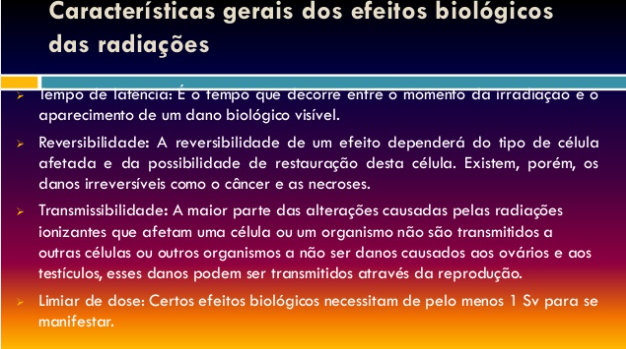 Características gerais dos efeitos biológicos
das radiações
Tempo de latência: É o tempo que decorre entre o momento da irradiação e o
aparecimento de um dano biológico visível.
Reversibilidade: A reversibilidade de um efeito dependerá do tipo de célula
afetada e da possibilidade de restauração desta célula. Existem, porém, os
danos irreversíveis como o câncer e as necroses.
Transmissibilidade: A maior parte das alterações causadas pelas radiações
ionizantes que afetam uma célula ou um organismo não são transmitidos a
outras células ou outros organismos a não ser danos causados aos ovários e aos
testículos, esses danos podem ser transmitidos através da reprodução.
Limiar de dose: Certos efeitos biológicos necessitam de pelo menos 1 Sv para se
manifestar.